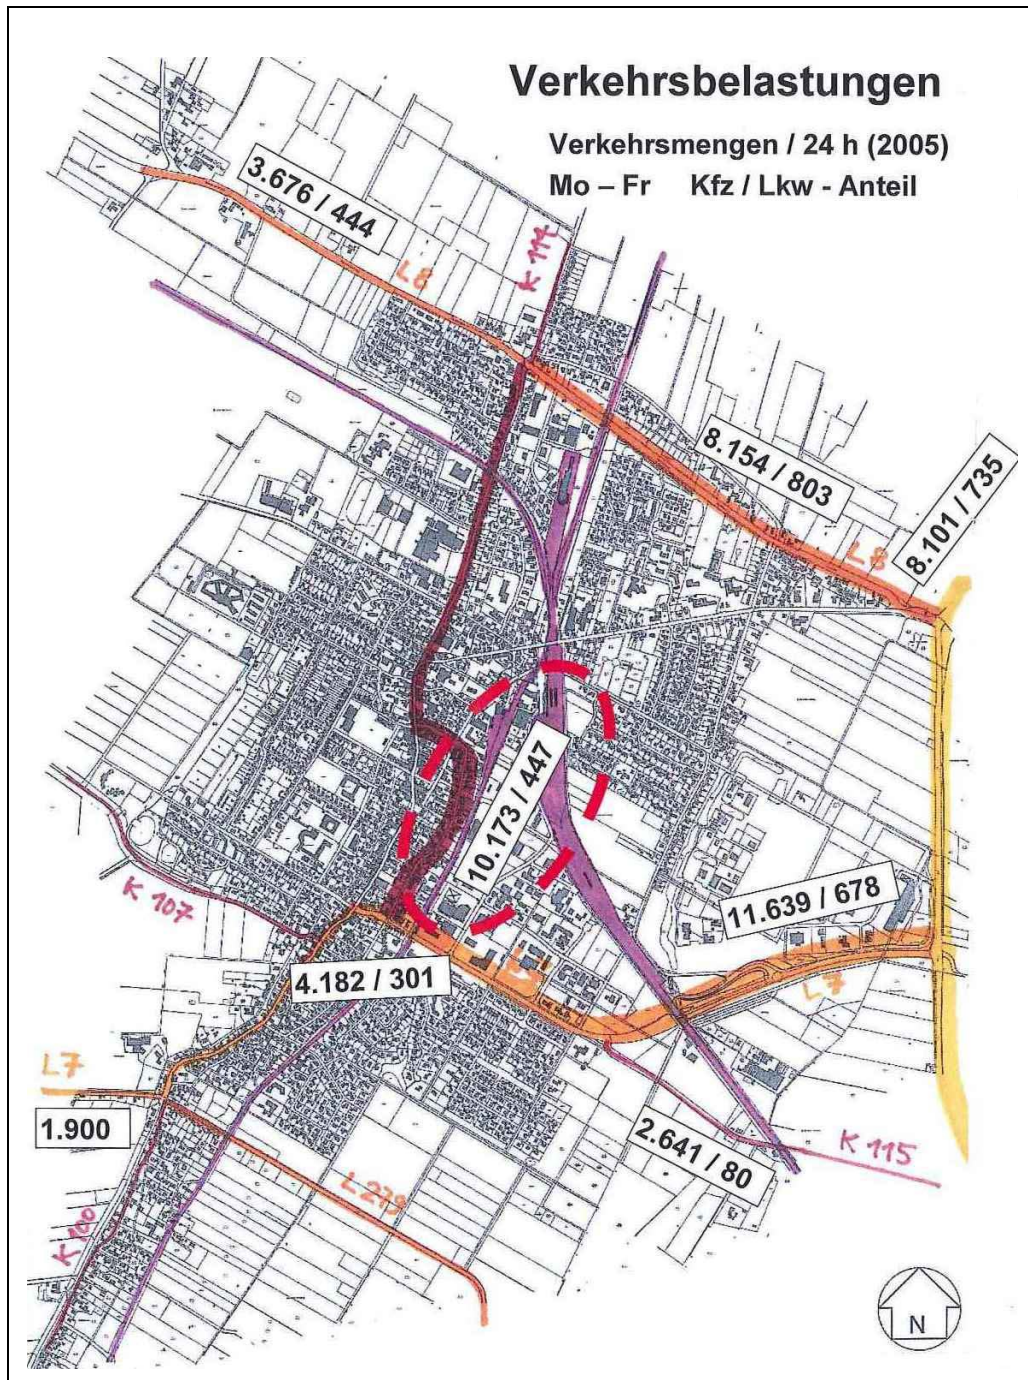 Verkehrsbelastungen
Verkehrsmengen / 24 h (2005)
Mo – Fr Kfz / Lkw - Anteil
3.676 / 444
K 111
L8
8.154 / 803
8.101 / 735
L8
10.173 / 447
K 107
11.639 / 678
4.182 / 301
L7
L7
1.900
2.641 / 80
K 115
L 279
K 100
N